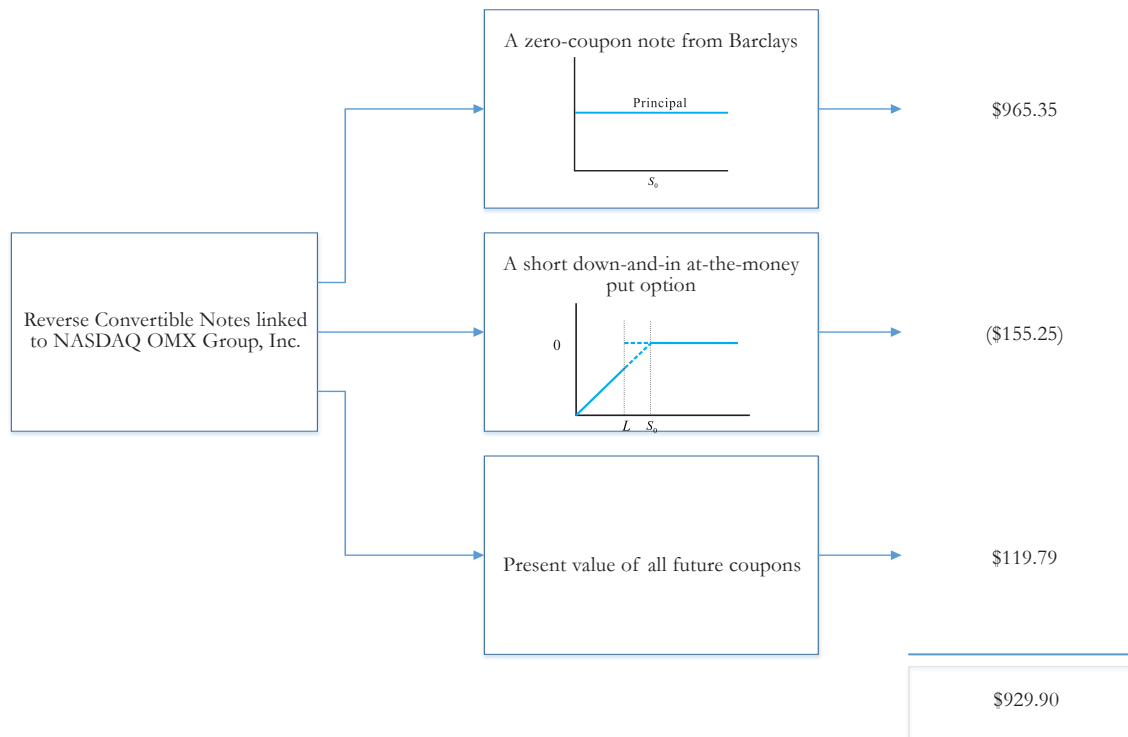 A zero-coupon note from Barclays
Principal
S₀
$965.35
Reverse Convertible Notes linked
to NASDAQ OMX Group, Inc.
A short down-and-in at-the-money
put option
0
L S₀
($155.25)
Present value of all future coupons
$119.79
$929.90